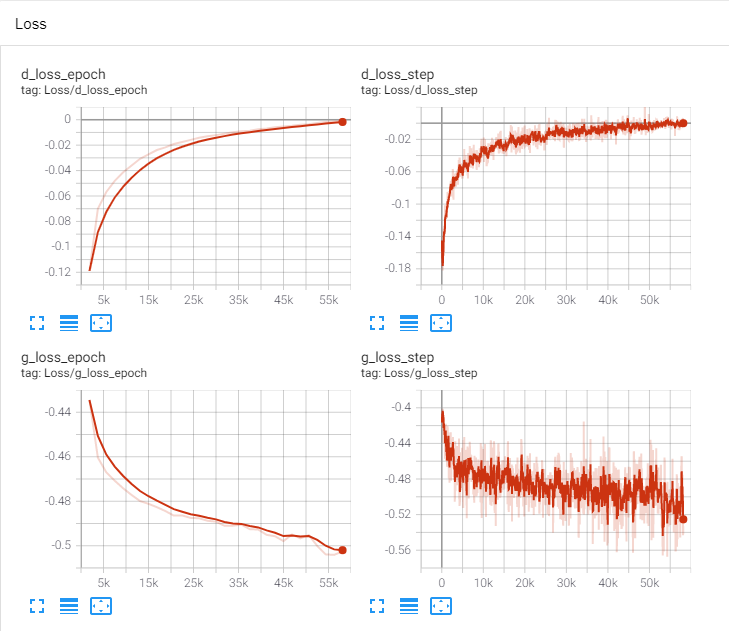 Loss
d_loss_epoch
tag: Loss/d_loss_epoch
0
-0.02
-0.04
-0.06
-0.08
-0.1
-0.12
5k 15k 25k 35k 45k 55k
d_loss_step
tag: Loss/d_loss_step
-0.02
-0.06
-0.1
-0.14
-0.18
0 10k 20k 30k 40k 50k
g_loss_epoch
tag: Loss/g_loss_epoch
-0.44
-0.46
-0.48
-0.5
5k 15k 25k 35k 45k 55k
g_loss_step
tag: Loss/g_loss_step
-0.4
-0.44
-0.48
-0.52
-0.56
0 10k 20k 30k 40k 50k